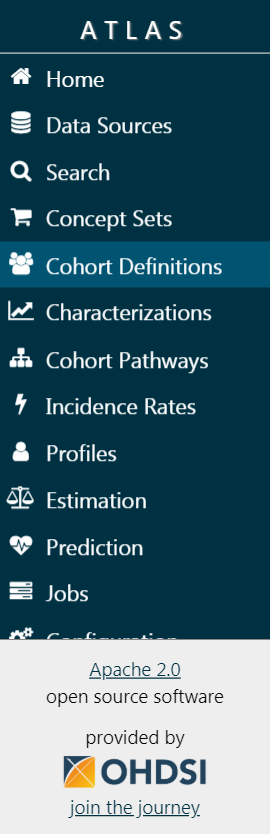 ATLAS
Home
Data Sources
Search
Concept Sets
Cohort Definitions
Characterizations
Cohort Pathways
Incidence Rates
Profiles
Estimation
Prediction
Jobs
Configuration
Apache 2.0
open source software
provided by
OHDSI
join the journey